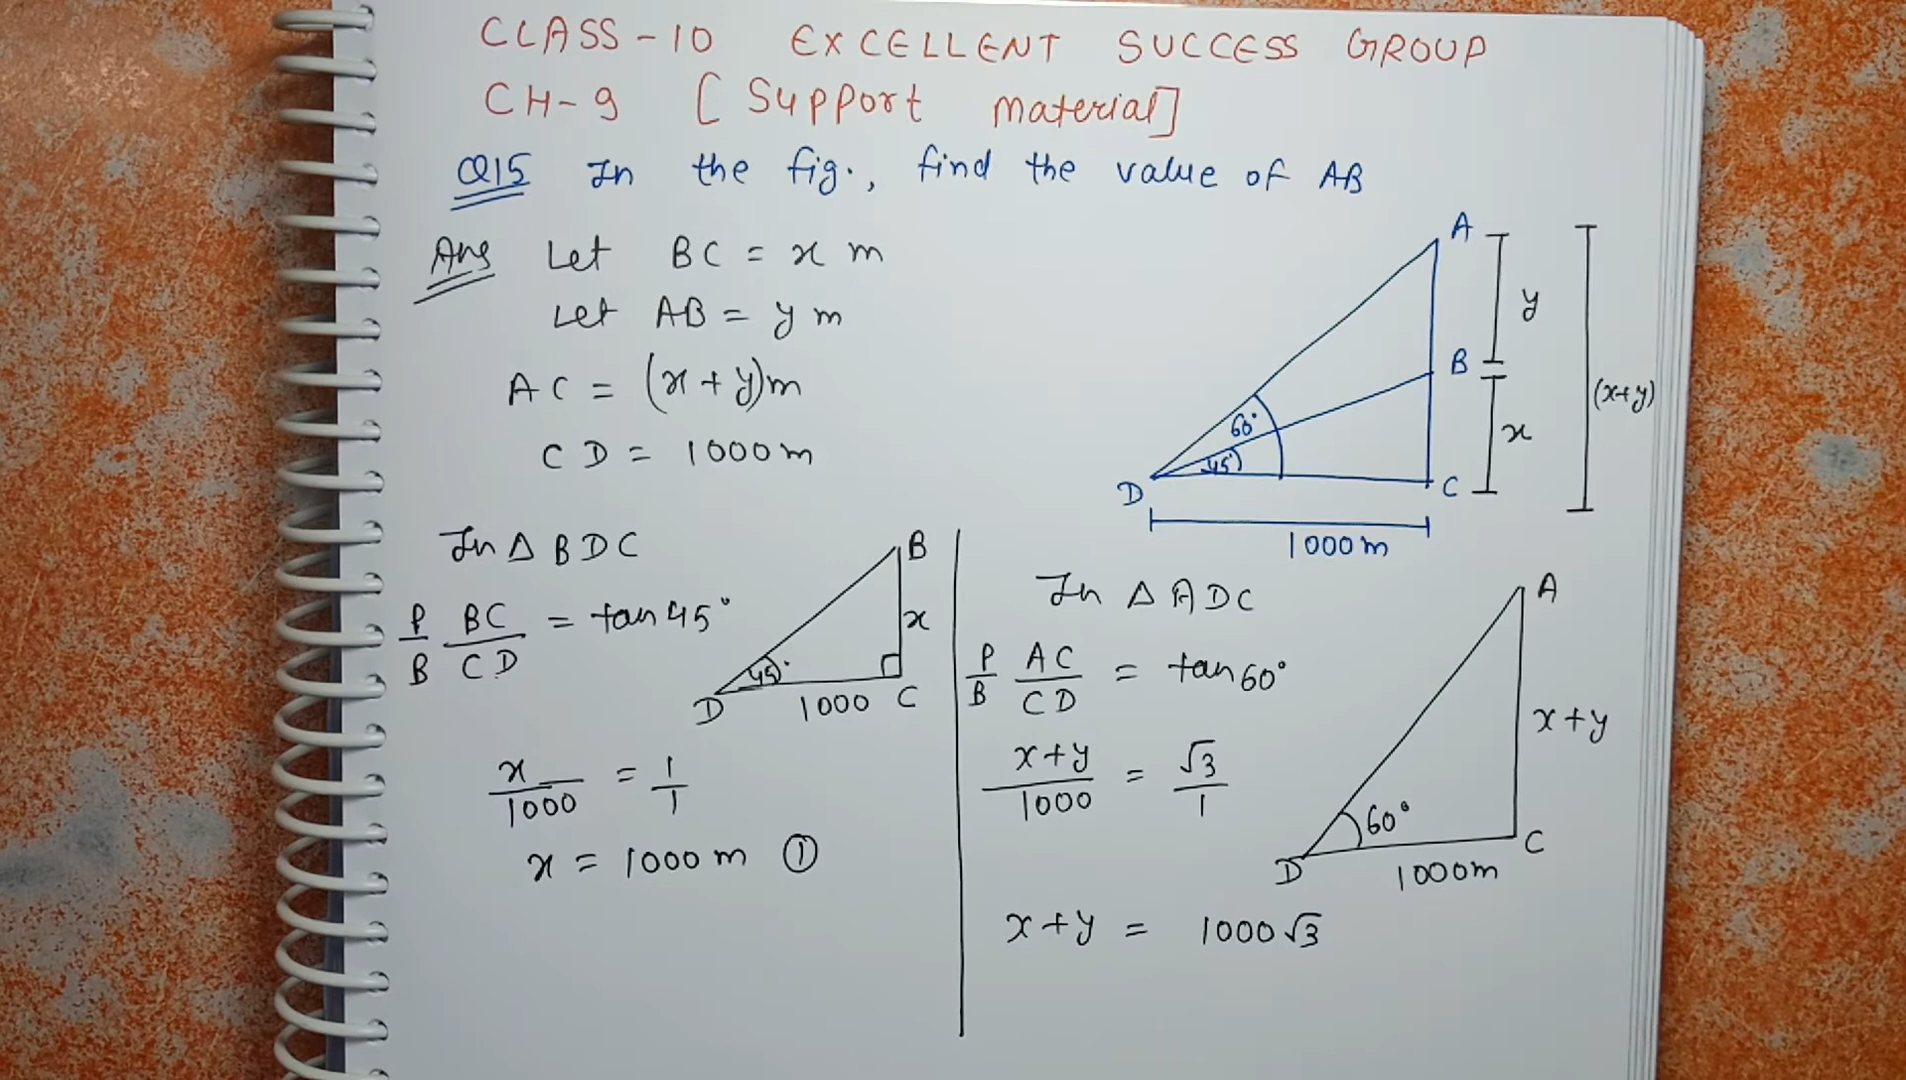 CLASS-10 EXCELLENT SUCCESS GROUP
CH-9 [Support material]
Q15 In the fig., find the value of AB
Ans Let BC = x m
Let AB = y m
AC = (x+y)m
CD = 1000m
A
y
B
(x+y)
x
60°
45°
D
C
1000m
In △ BDC
P/B BC/CD = tan 45°
B
x
45°
D 1000 C
x/1000 = 1/1
x = 1000 m ①
In △ ADC
P/B AC/CD = tan 60°
x+y/1000 = √3/1
A
x+y
60°
D
C
1000m
x+y = 1000√3